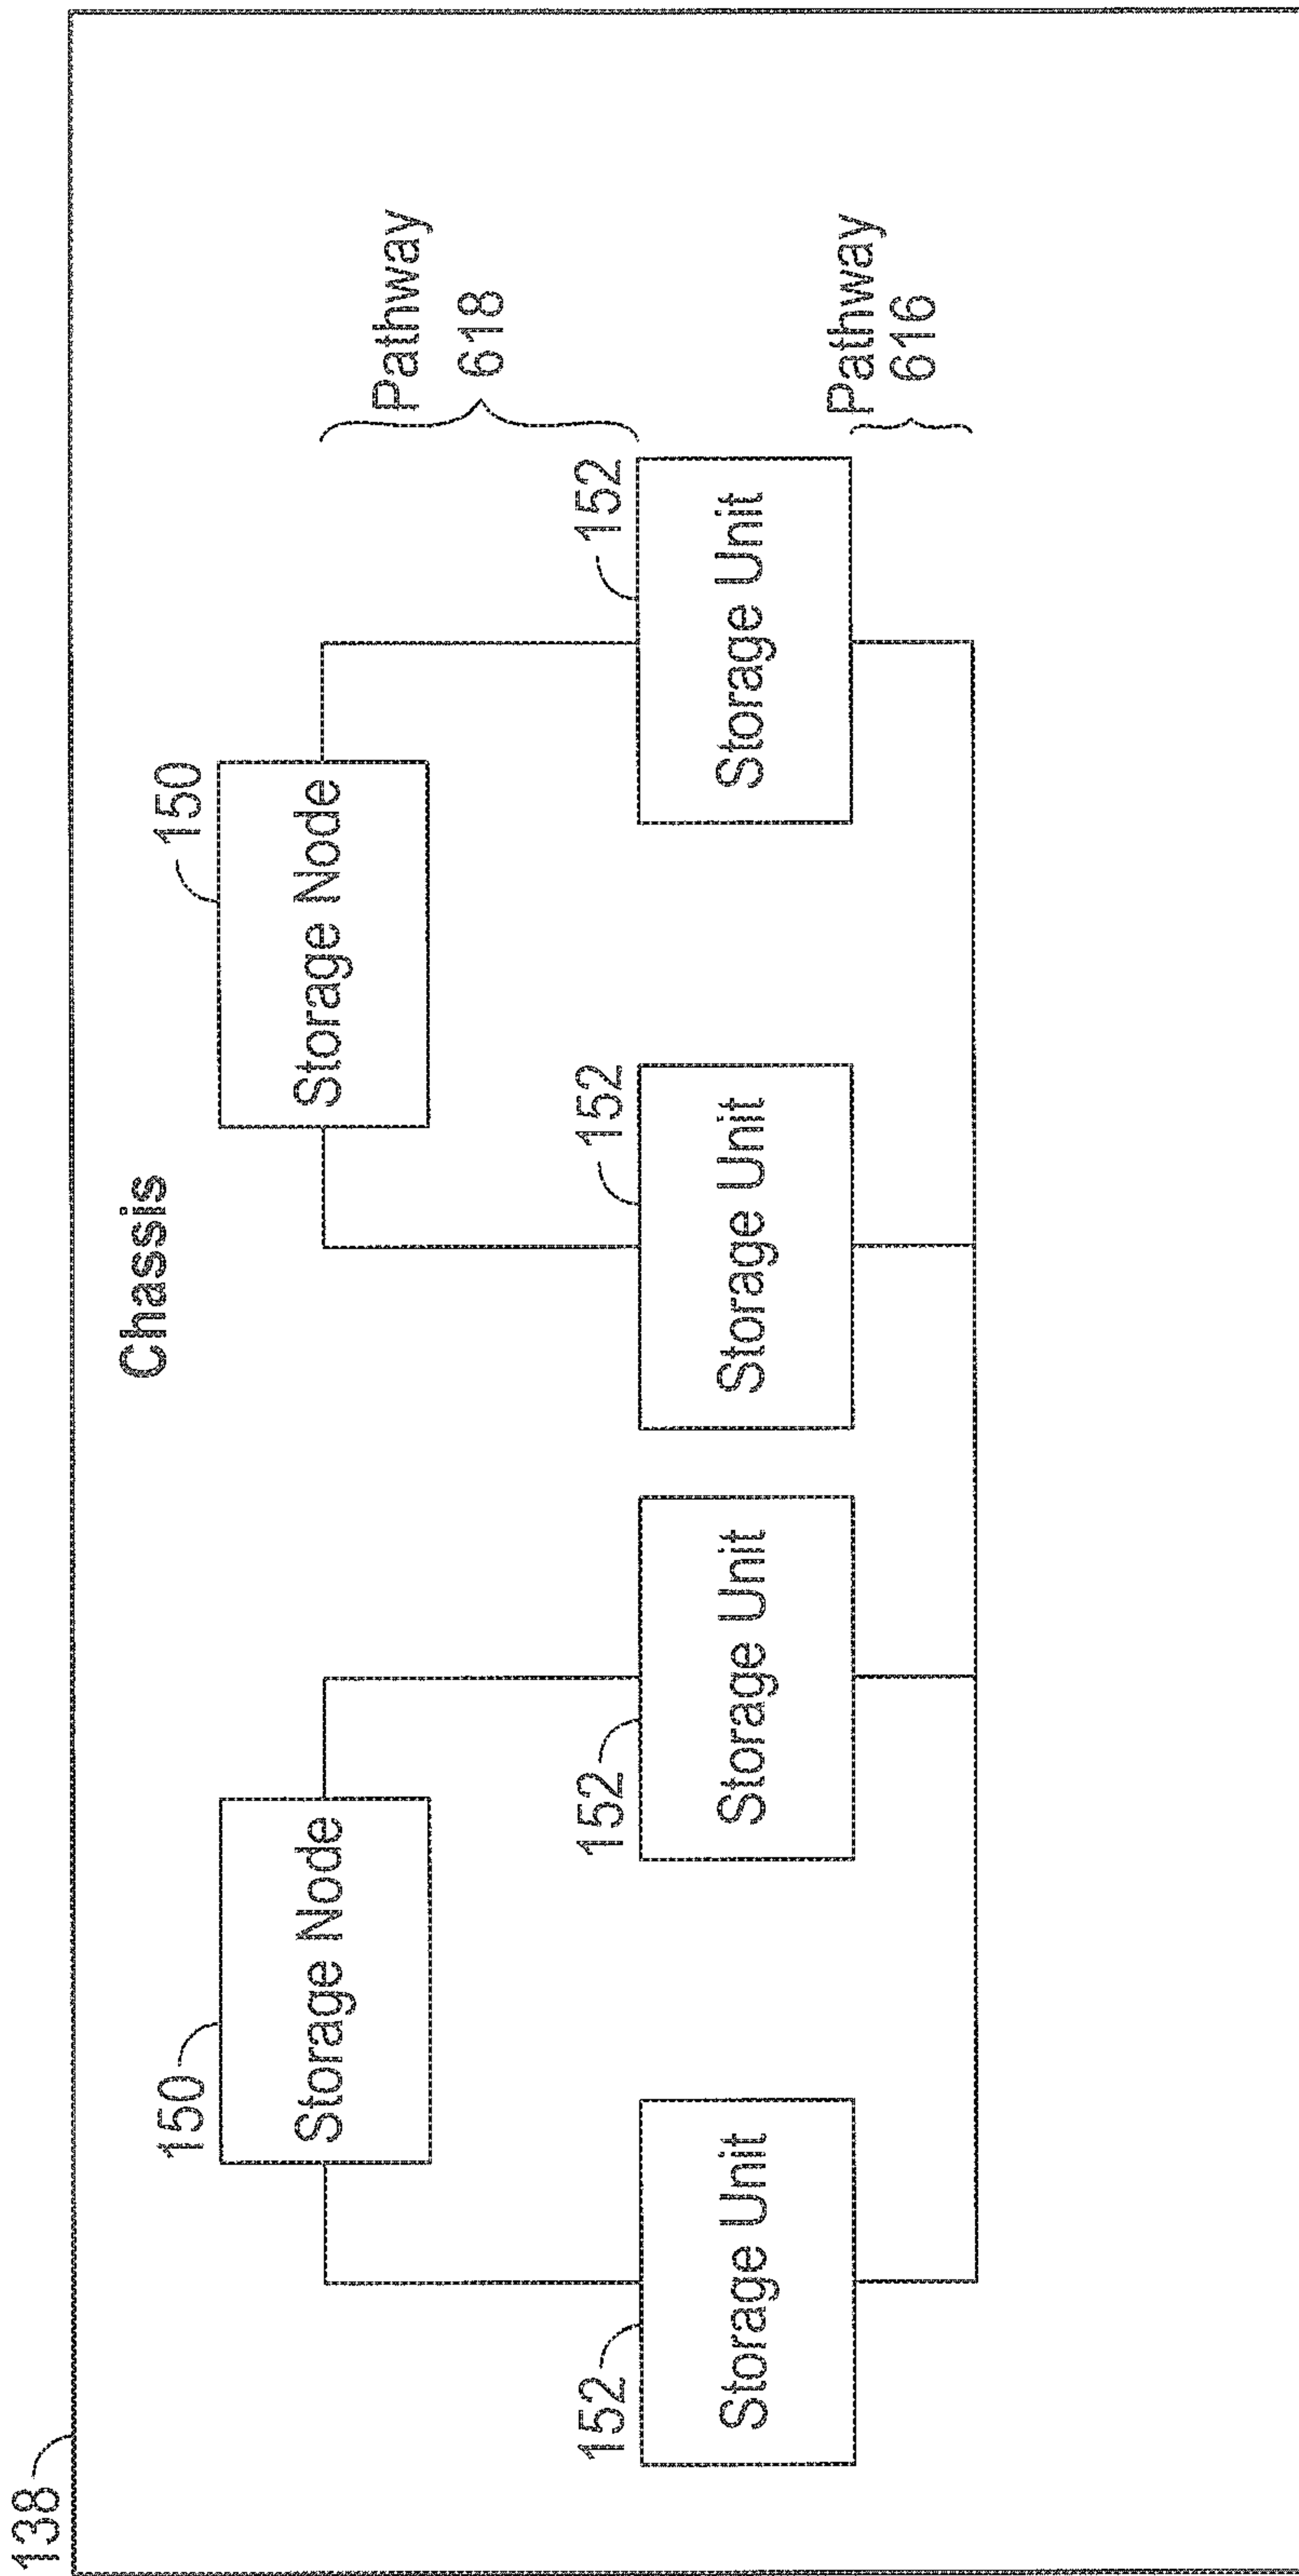 138
Chassis
150
Storage Node
150
Storage Node
Pathway
618
152
Storage Unit
152
Storage Unit
152
Storage Unit
152
Storage Unit
Pathway
616